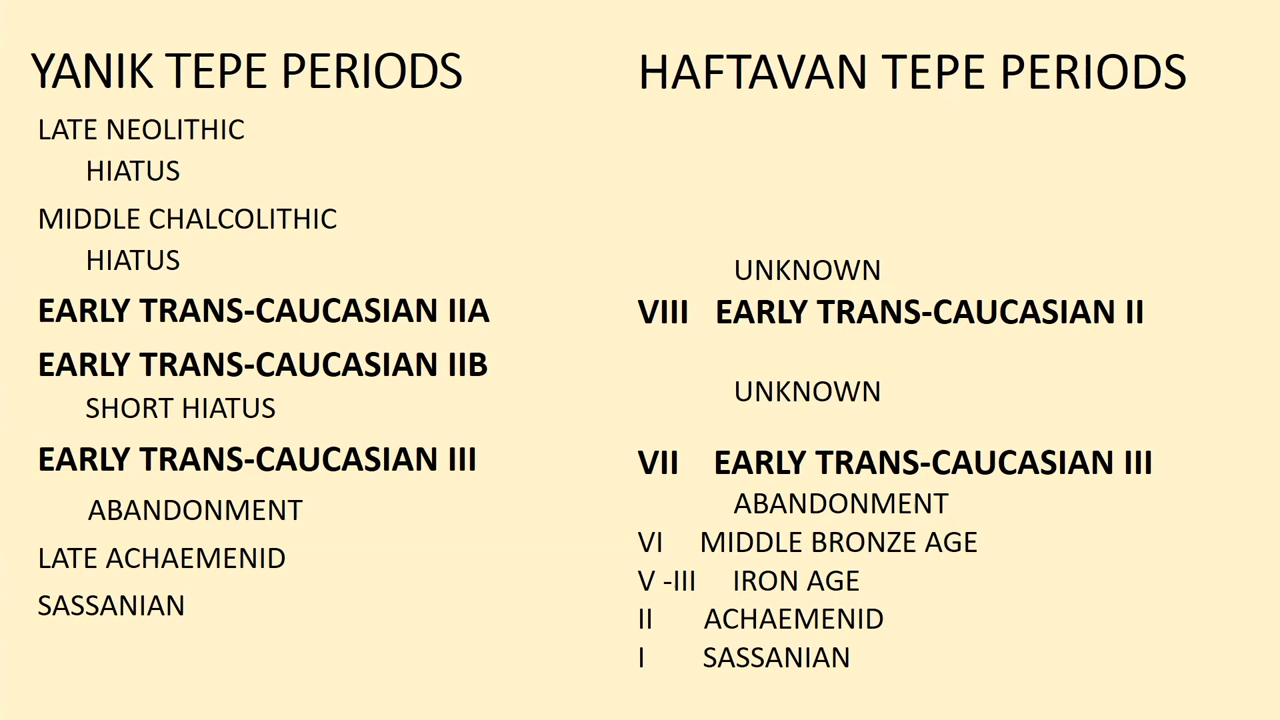 YANIK TEPE PERIODS
LATE NEOLITHIC
HIATUS
MIDDLE CHALCOLITHIC
HIATUS
EARLY TRANS-CAUCASIAN IIA
EARLY TRANS-CAUCASIAN IIB
SHORT HIATUS
EARLY TRANS-CAUCASIAN III
ABANDONMENT
LATE ACHAEMENID
SASSANIAN
HAFTAVAN TEPE PERIODS
UNKNOWN
VIII EARLY TRANS-CAUCASIAN II
UNKNOWN
VII EARLY TRANS-CAUCASIAN III
ABANDONMENT
VI MIDDLE BRONZE AGE
V -III IRON AGE
II ACHAEMENID
I SASSANIAN